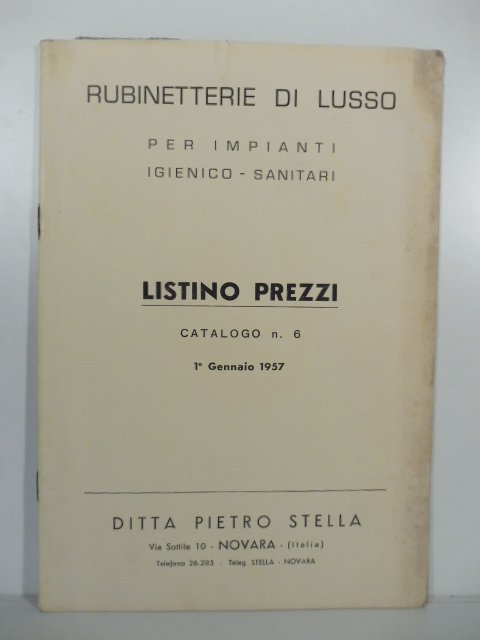 RUBINETTERIE DI LUSSO
PER IMPIANTI
IGIENICO - SANITARI
LISTINO PREZZI
CATALOGO n. 6
1° Gennaio 1957
DITTA PIETRO STELLA
Via Sottile 10 - NOVARA - (Italia)
Telefono 26-285 - Teleg. STELLA - NOVARA